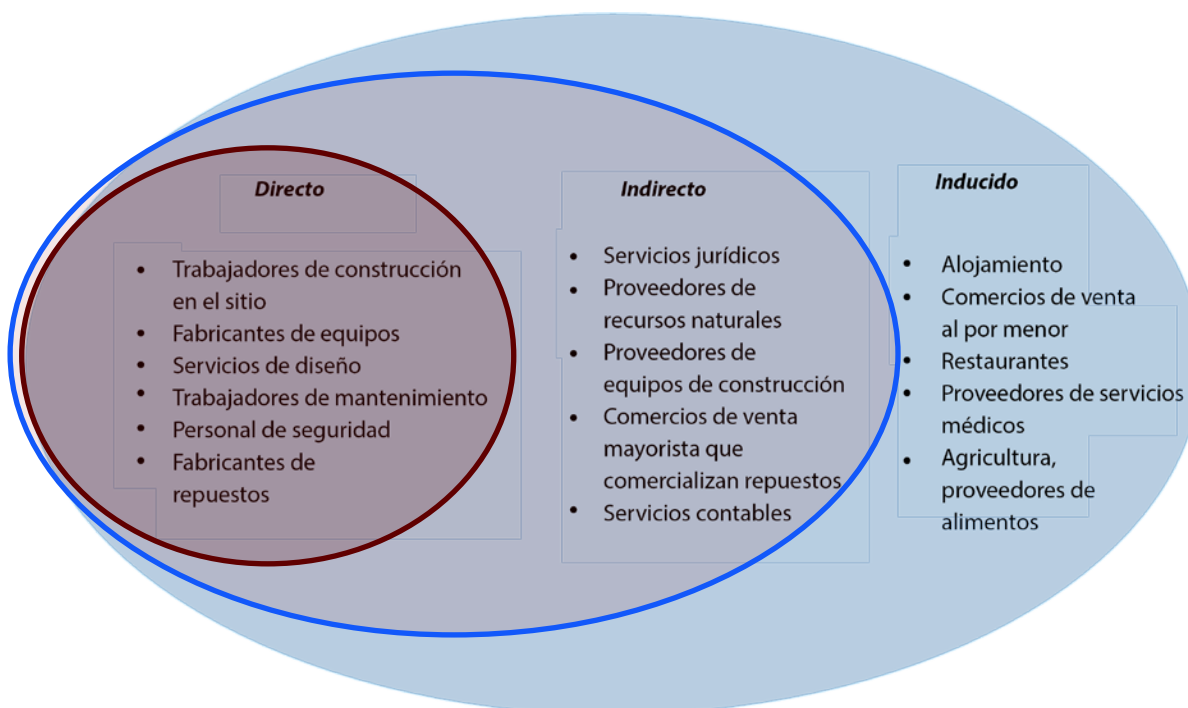 Directo
• Trabajadores de construcción
en el sitio
• Fabricantes de equipos
• Servicios de diseño
• Trabajadores de mantenimiento
• Personal de seguridad
• Fabricantes de
repuestos
Indirecto
• Servicios jurídicos
• Proveedores de
recursos naturales
• Proveedores de
equipos de construcción
• Comercios de venta
mayorista que
comercializan repuestos
• Servicios contables
Inducido
• Alojamiento
• Comercios de venta
al por menor
• Restaurantes
• Proveedores de servicios
médicos
• Agricultura,
proveedores de
alimentos